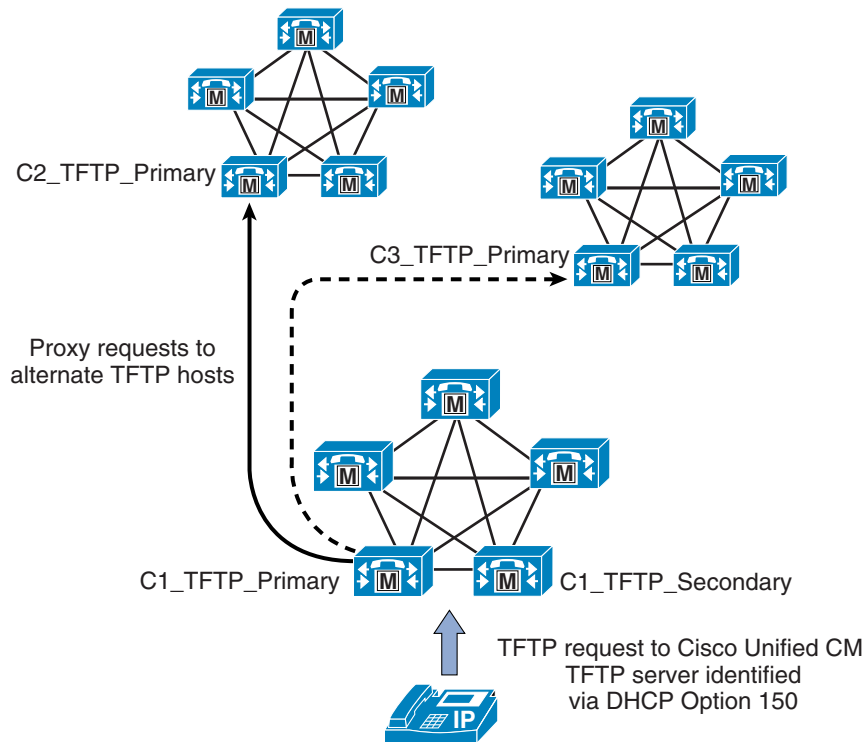 M
M
M
M
M
C2_TFTP_Primary
M
M
M
M
M
C3_TFTP_Primary
Proxy requests to
alternate TFTP hosts
M
M
M
M
M
C1_TFTP_Primary
C1_TFTP_Secondary
TFTP request to Cisco Unified CM
TFTP server identified
via DHCP Option 150
IP